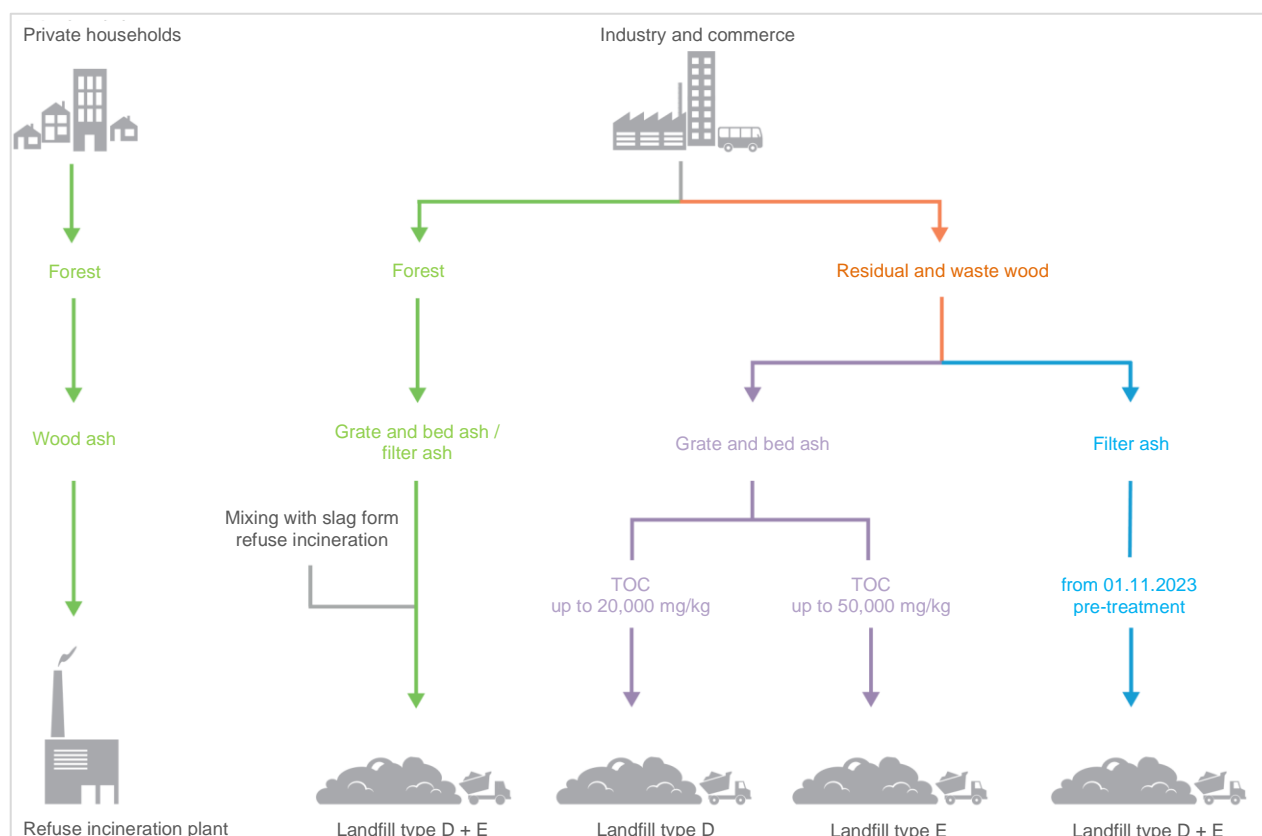 Private households
Industry and commerce
Forest
Forest
Residual and waste wood
Wood ash
Grate and bed ash /
filter ash
Grate and bed ash
Filter ash
Mixing with slag form
refuse incineration
TOC
up to 20,000 mg/kg
TOC
up to 50,000 mg/kg
from 01.11.2023
pre-treatment
Refuse incineration plant
Landfill type D + E
Landfill type D
Landfill type E
Landfill type D + E